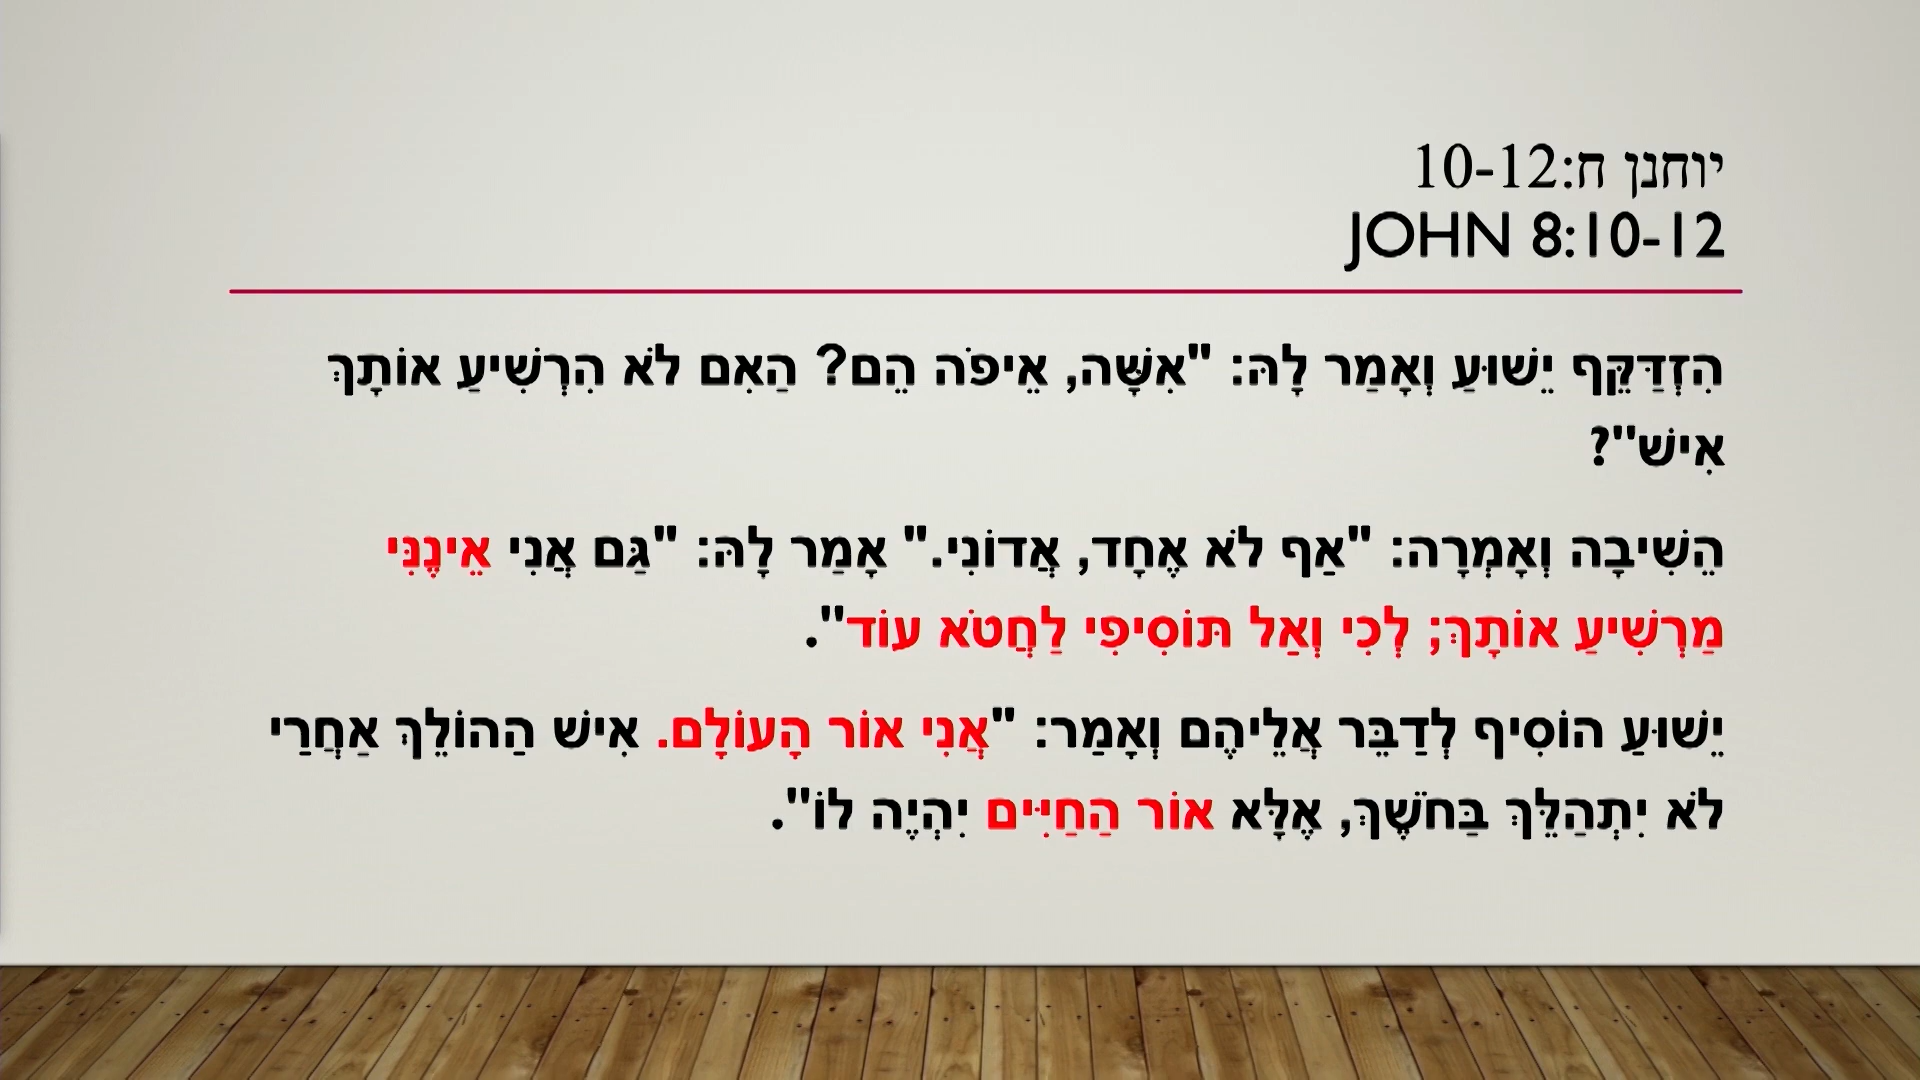 יוחנן ח:10-12
JOHN 8:10-12
הִזְדַּקֵּף יֵשׁוּעַ וְאָמַר לָהּ: "אִשָּׁה, אֵיפֹה הֵם? הַאִם לֹא הִרְשִׁיעַ אוֹתָךְ
אִישׁ"?
הֵשִׁיבָה וְאָמְרָה: "אַף לֹא אֶחָד, אֲדוֹנִי." אָמַר לָהּ: "גַּם אֲנִי אֵינֶנִּי
מַרְשִׁיעַ אוֹתָךְ; לְכִי וְאַל תּוֹסִיפִי לַחֲטֹא עוֹד".
יֵשׁוּעַ הוֹסִיף לְדַבֵּר אֲלֵיהֶם וְאָמַר: "אֲנִי אוֹר הָעוֹלָם. אִישׁ הַהוֹלֵךְ אַחֲרַי
לֹא יִתְהַלֵּךְ בַּחֹשֶׁךְ, אֶלָּא אוֹר הַחַיִּים יִהְיֶה לוֹ".